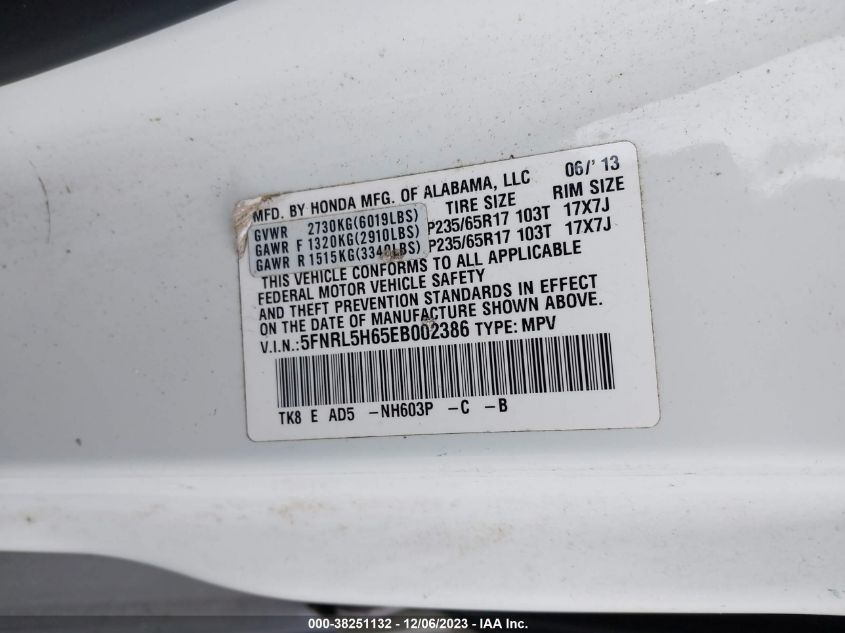 MFD. BY HONDA MFG. OF ALABAMA, LLC 06/'13
TIRE SIZE RIM SIZE
GVWR 2730KG(6019LBS)
GAWR F 1320KG(2910LBS) P235/65R17 103T 17X7J
GAWR R 1515KG(3340LBS) P235/65R17 103T 17X7J
THIS VEHICLE CONFORMS TO ALL APPLICABLE
FEDERAL MOTOR VEHICLE SAFETY
AND THEFT PREVENTION STANDARDS IN EFFECT
ON THE DATE OF MANUFACTURE SHOWN ABOVE.
V.I.N.:5FNRL5H65EB002386 TYPE: MPV
TK8 E AD5 -NH603P -C -B
000-38251132 - 12/06/2023 - IAA Inc.